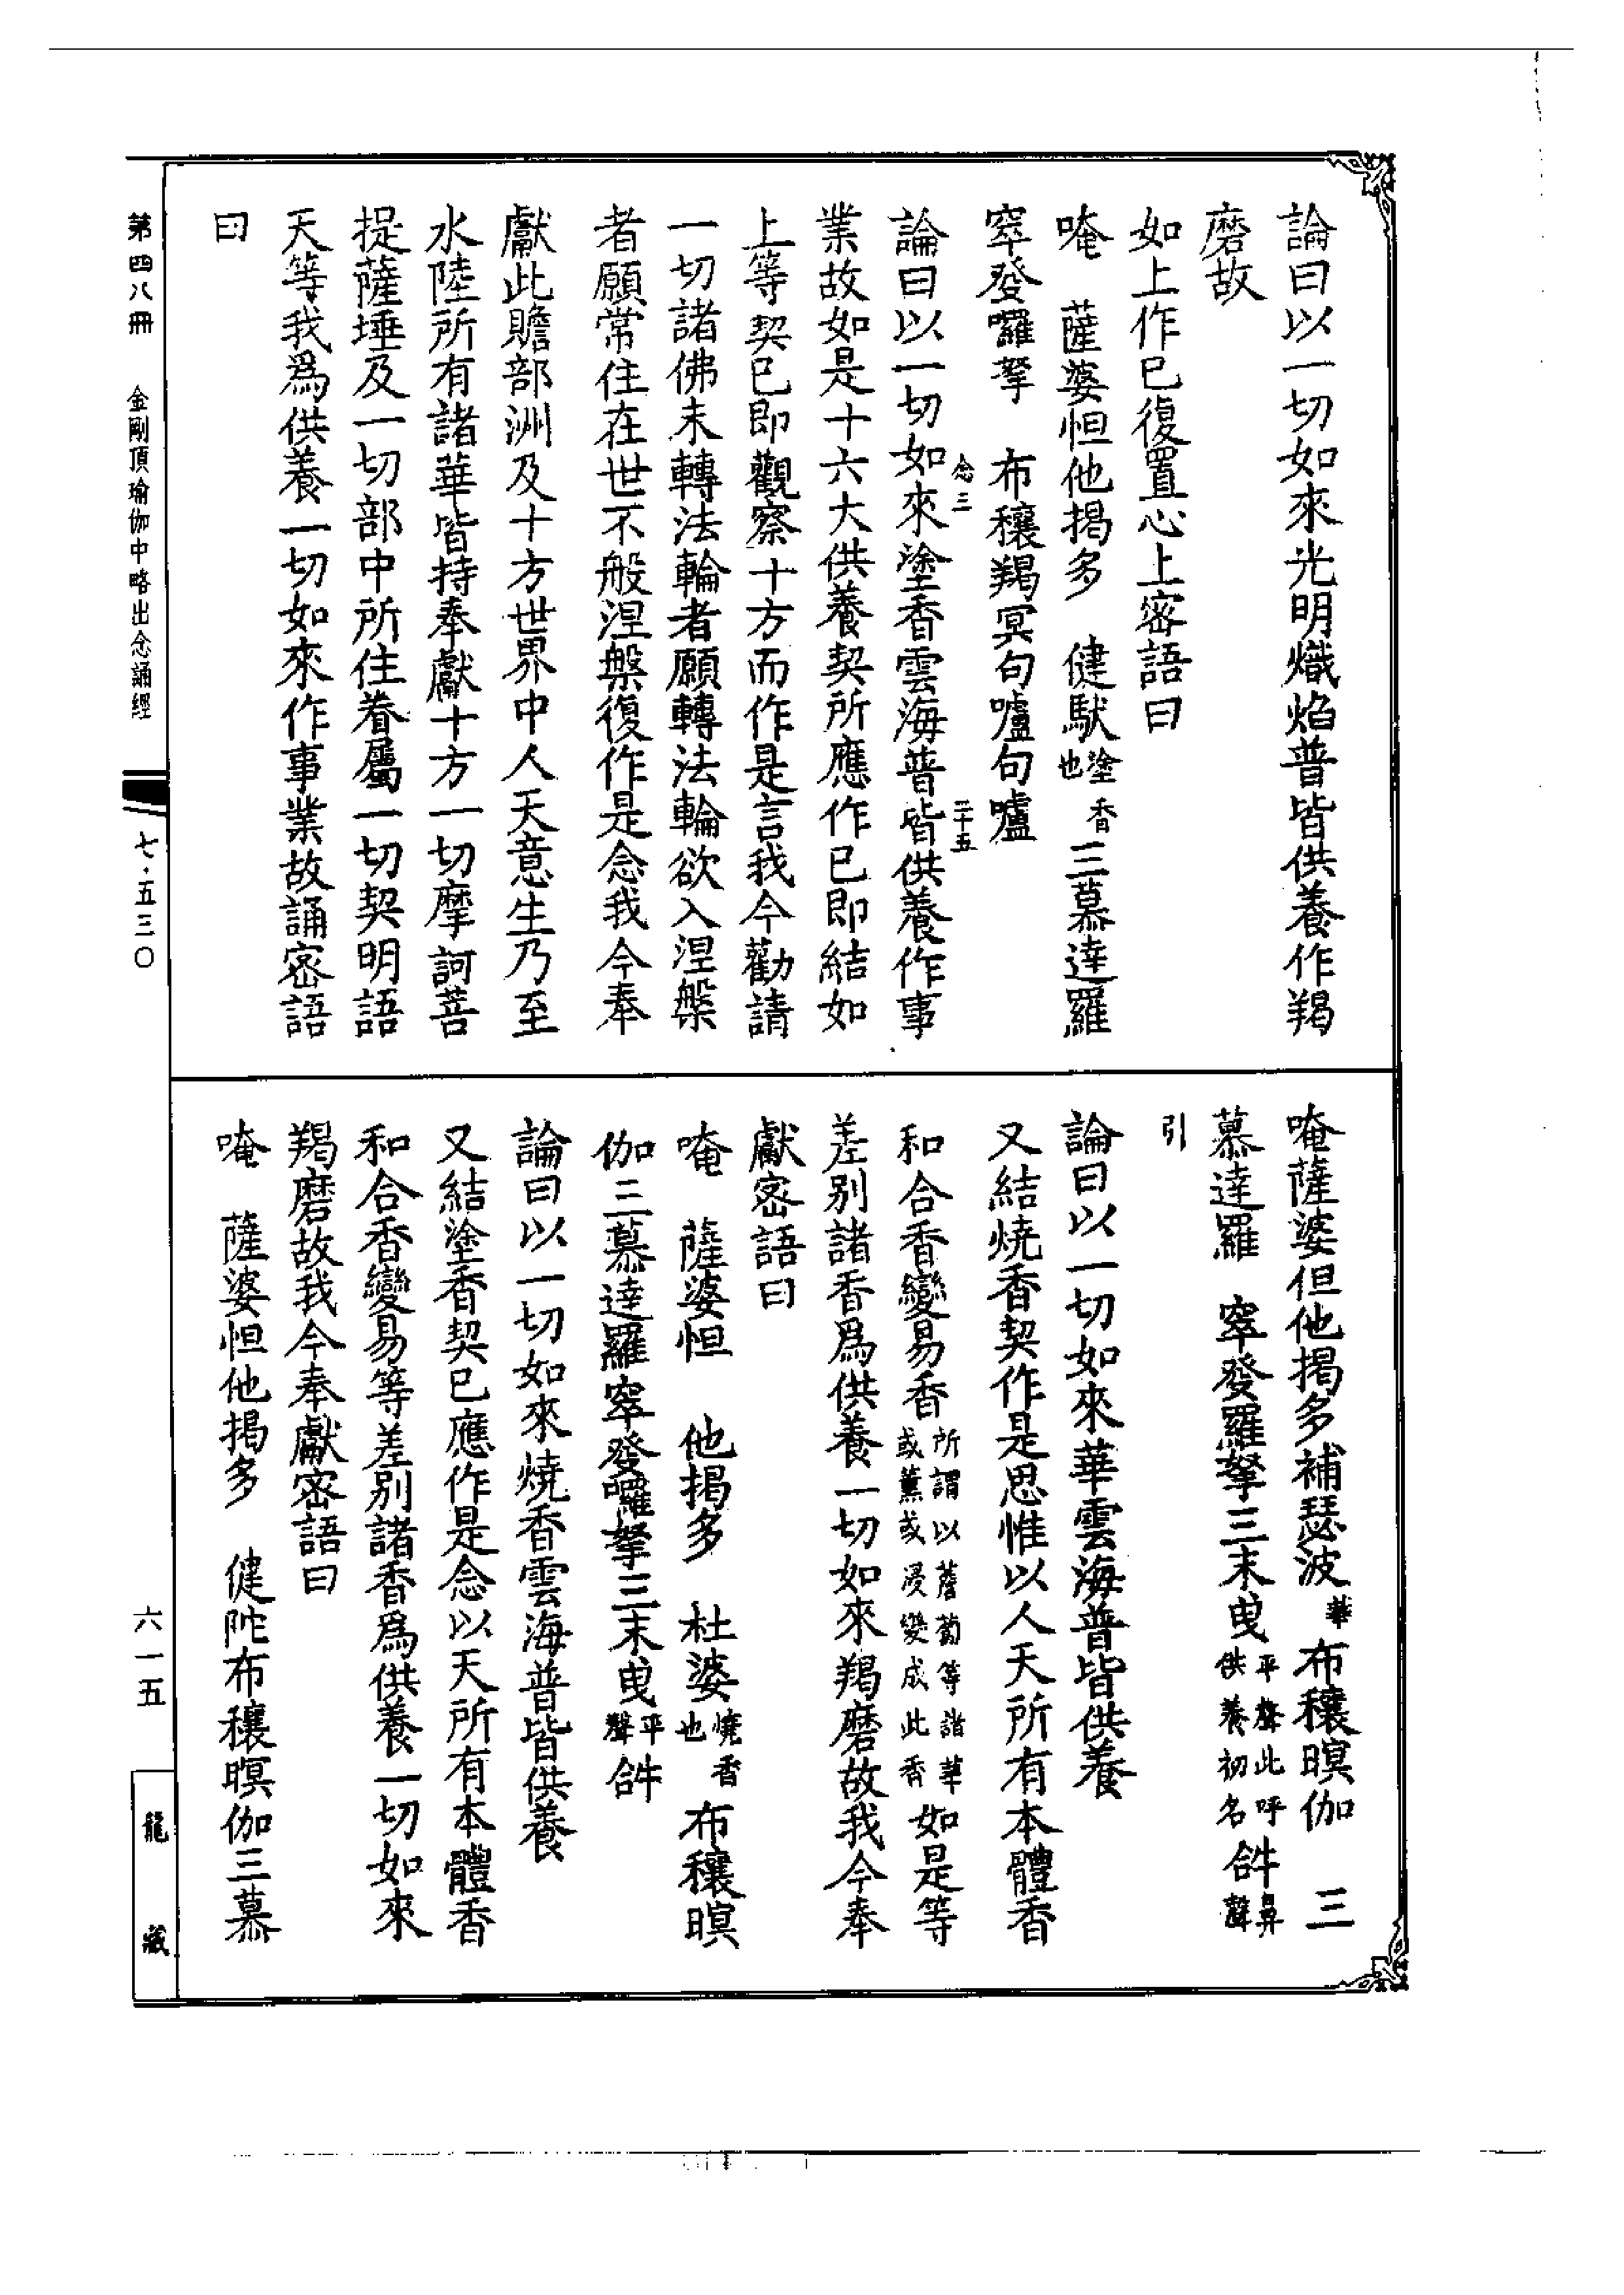 論曰以一切如來光明熾焰普皆供養作羯
磨故
如上作已復置心上密語曰
唵　薩婆怛他揭多　健馱塗香也三慕達羅
窣發囉拏　布穰羯冥句嚧句嚧
論曰以一切如來塗香雲海普皆供養作事
念三　二十五
業故如是十六大供養契所應作已即結如
上等契已即觀察十方而作是言我今勸請
一切諸佛未轉法輪者願轉法輪欲入涅槃
者願常住在世不般涅槃復作是念我今奉
獻此贍部洲及十方世界中人天意生乃至
水陸所有諸華皆持奉獻十方一切摩訶菩
提薩埵及一切部中所住眷屬一切契明語
天等我爲供養一切如來作事業故誦密語
曰
唵薩婆但他揭多補瑟波華布穰暝伽　三
慕達羅　窣發羅拏三末曳平聲此呼供養初名𤙖鼻聲
引
論曰以一切如來華雲海普皆供養
又結燒香契作是思惟以人天所有本體香
和合香變易香所謂以薝蔔等諸華或薰或浸變成此香如是等
差別諸香爲供養一切如來羯磨故我今奉
獻密語曰
唵　薩婆怛　他揭多　杜婆燒香也布穰暝
伽三慕達羅窣發囉拏三末曳平聲𤙖
論曰以一切如來燒香雲海普皆供養
又結塗香契已應作是念以天所有本體香
和合香變易等差別諸香爲供養一切如來
羯磨故我今奉獻密語曰
唵　薩婆怛他揭多　健陀布穰暝伽三慕
第四八冊　金剛頂瑜伽中略出念誦經　七·五三〇　六一五　龍藏